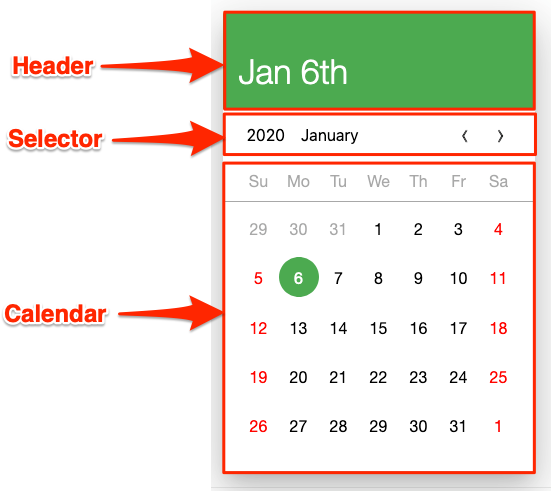 Header
Jan 6th
Selector
2020 January ‹ ›
Su Mo Tu We Th Fr Sa
29 30 31 1 2 3 4
5 6 7 8 9 10 11
Calendar
12 13 14 15 16 17 18
19 20 21 22 23 24 25
26 27 28 29 30 31 1